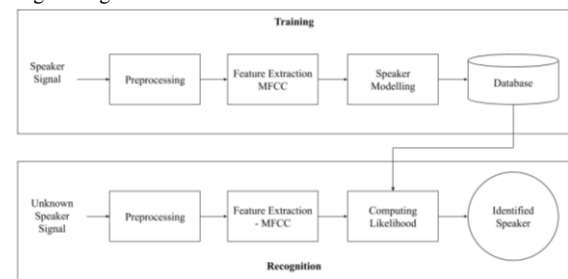 Training
Speaker
Signal
Preprocessing
Feature Extraction
MFCC
Speaker
Modelling
Database
Unknown
Speaker
Signal
Preprocessing
Feature Extraction
- MFCC
Computing
Likelihood
Identified
Speaker
Recognition